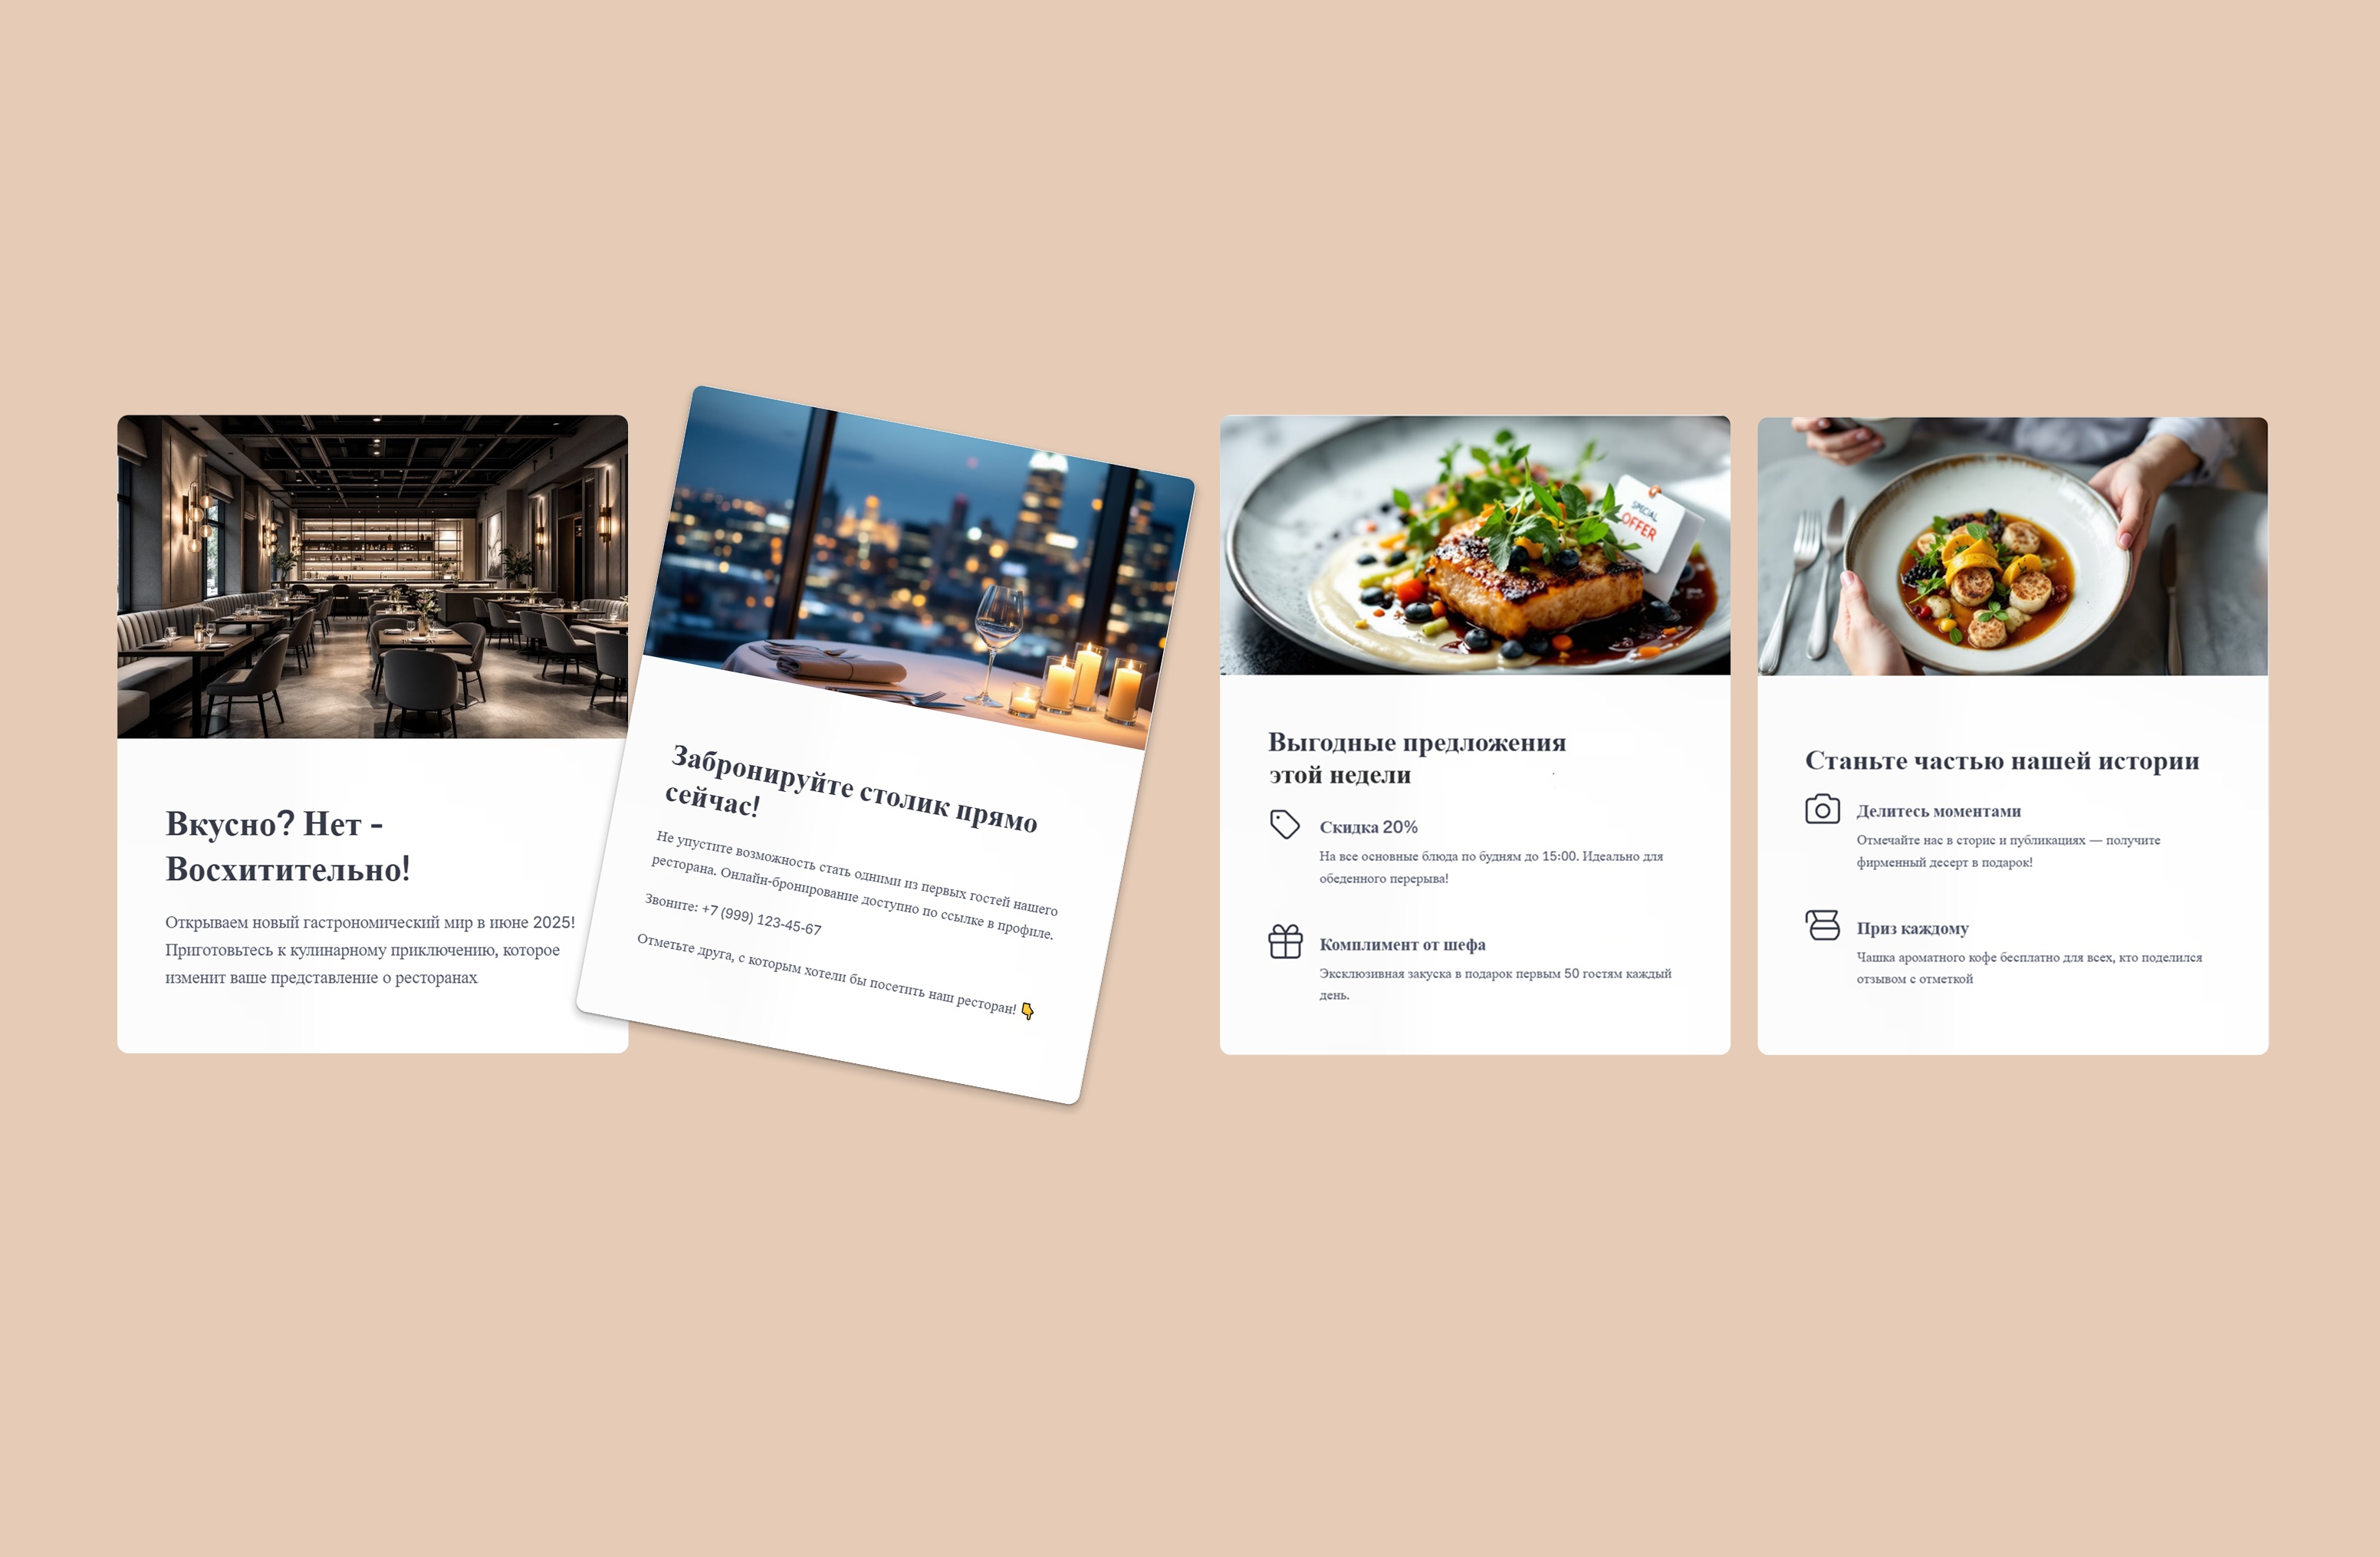 Вкусно? Нет -
Восхитительно!
Открываем новый гастрономический мир в июне 2025!
Приготовьтесь к кулинарному приключению, которое
изменит ваше представление о ресторанах
Забронируйте столик прямо
сейчас!
Не упустите возможность стать одними из первых гостей нашего
ресторана. Онлайн-бронирование доступно по ссылке в профиле.
Звоните: +7 (999) 123-45-67
Отметьте друга, с которым хотели бы посетить наш ресторан! 👇
SPECIAL
OFFER
Выгодные предложения
этой недели
Скидка 20%
На все основные блюда по будням до 15:00. Идеально для
обеденного перерыва!
Комплимент от шефа
Эксклюзивная закуска в подарок первым 50 гостям каждый
день.
Станьте частью нашей истории
Делитесь моментами
Отмечайте нас в сторис и публикациях — получите
фирменный десерт в подарок!
Приз каждому
Чашка ароматного кофе бесплатно для всех, кто поделился
отзывом с отметкой